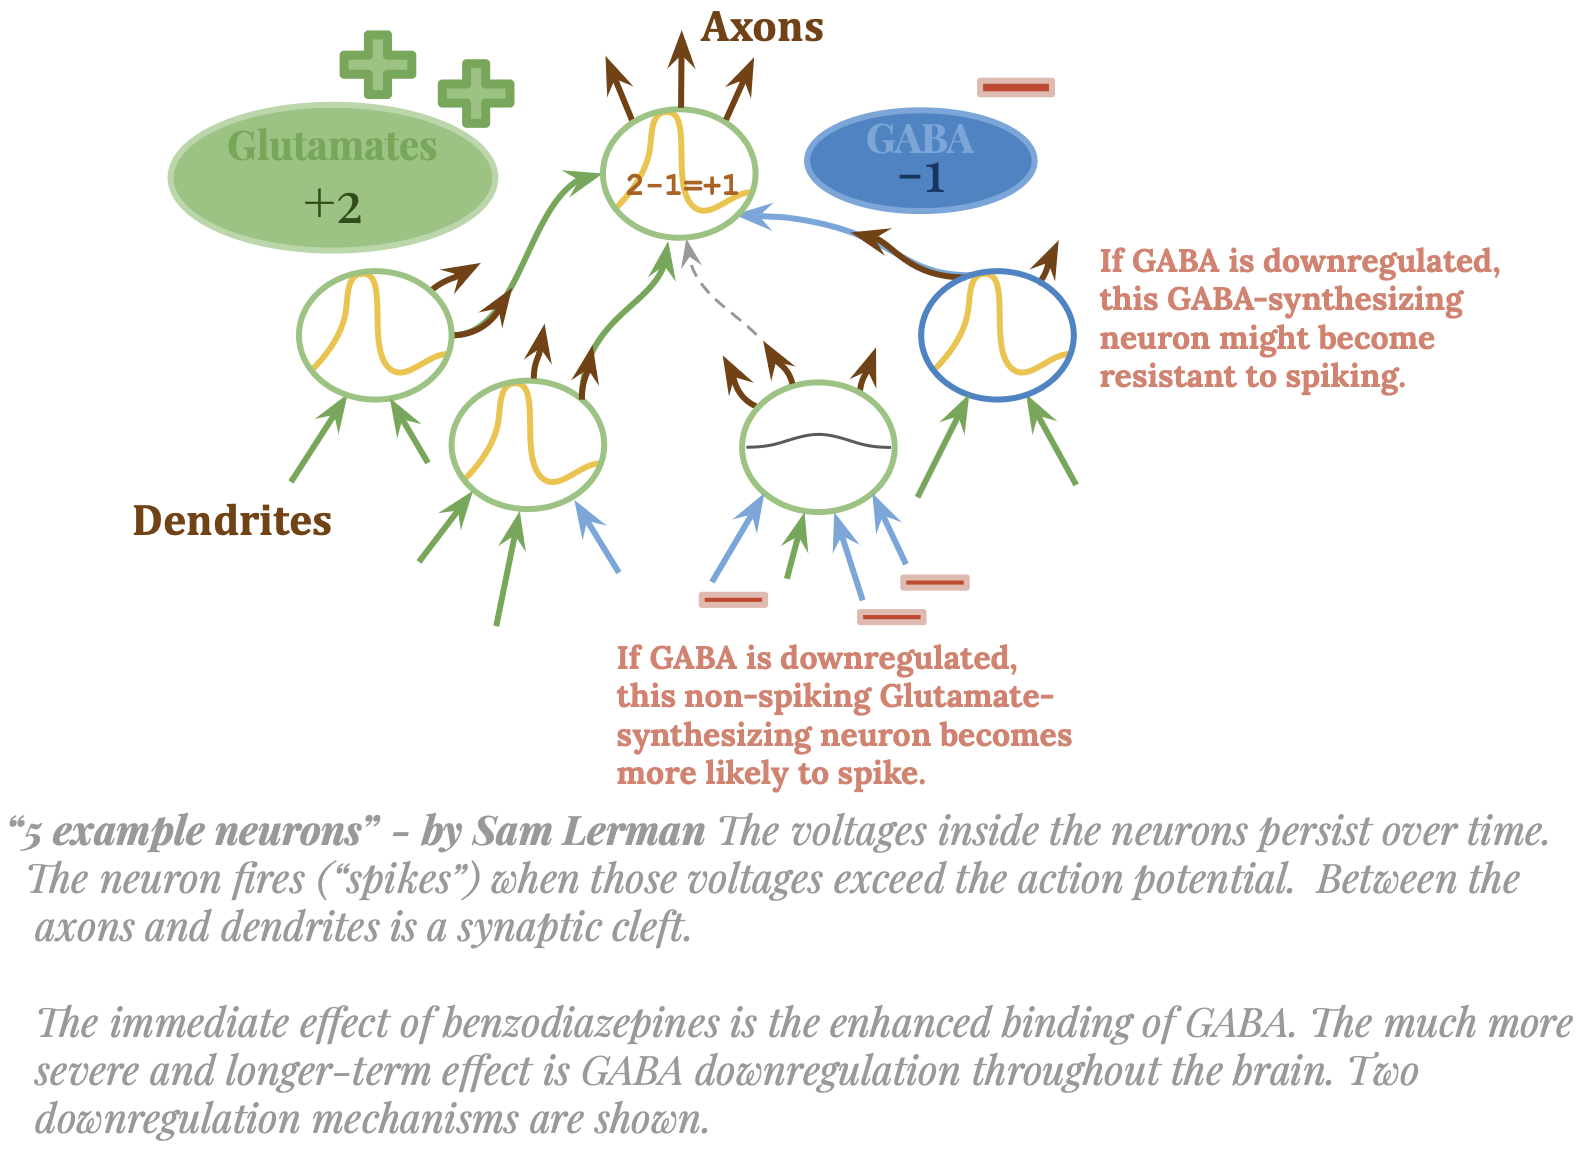 Axons
Glutamates
+2
2-1=+1
GABA
-1
If GABA is downregulated,
this GABA-synthesizing
neuron might become
resistant to spiking.
Dendrites
If GABA is downregulated,
this non-spiking Glutamate-
synthesizing neuron becomes
more likely to spike.
“5 example neurons” - by Sam Lerman The voltages inside the neurons persist over time.
The neuron fires (“spikes”) when those voltages exceed the action potential.  Between the
axons and dendrites is a synaptic cleft.
The immediate effect of benzodiazepines is the enhanced binding of GABA. The much more
severe and longer-term effect is GABA downregulation throughout the brain. Two
downregulation mechanisms are shown.